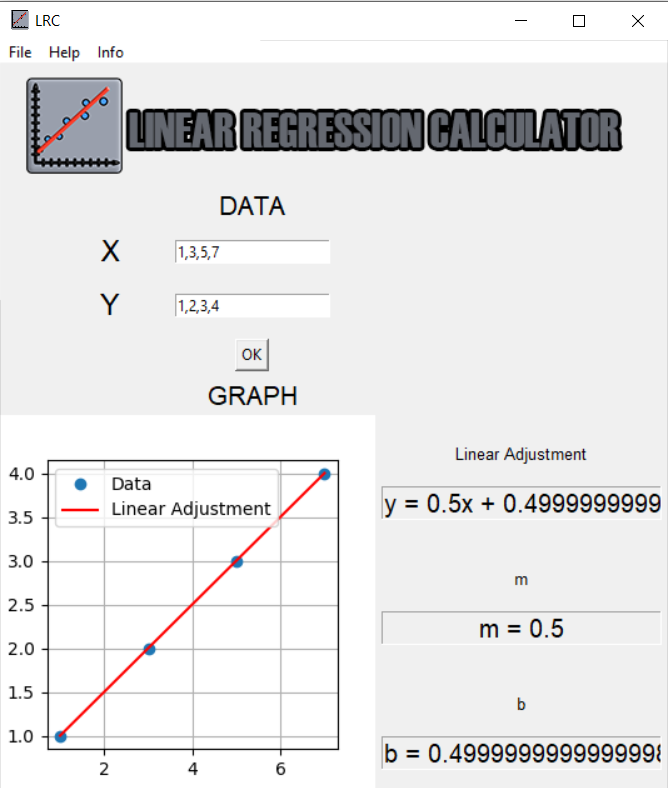 LRC
File Help Info
LINEAR REGRESSION CALCULATOR
DATA
X 1,3,5,7
Y 1,2,3,4
OK
GRAPH
Data
Linear Adjustment
4.0
3.5
3.0
2.5
2.0
1.5
1.0
2 4 6
Linear Adjustment
y = 0.5x + 0.4999999999
m
m = 0.5
b
b = 0.4999999999999998